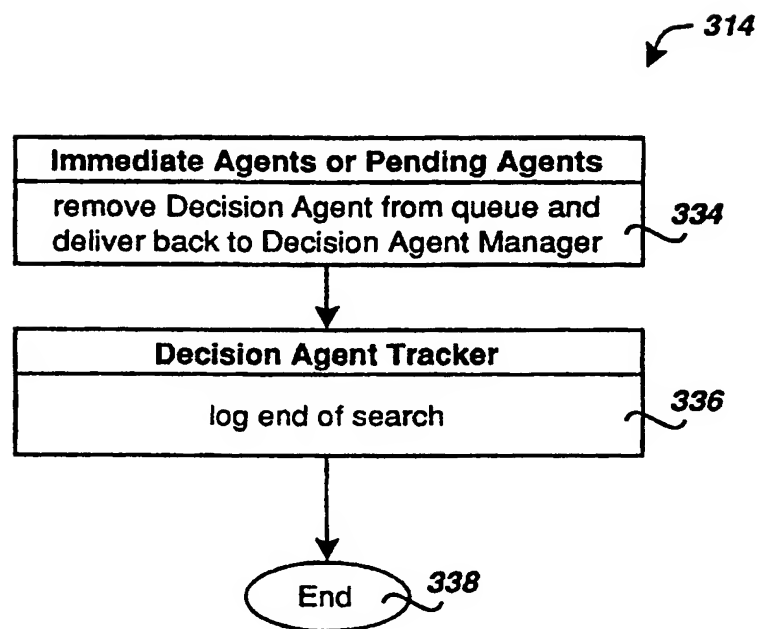 314
Immediate Agents or Pending Agents
remove Decision Agent from queue and
deliver back to Decision Agent Manager
334
Decision Agent Tracker
log end of search
336
End
338